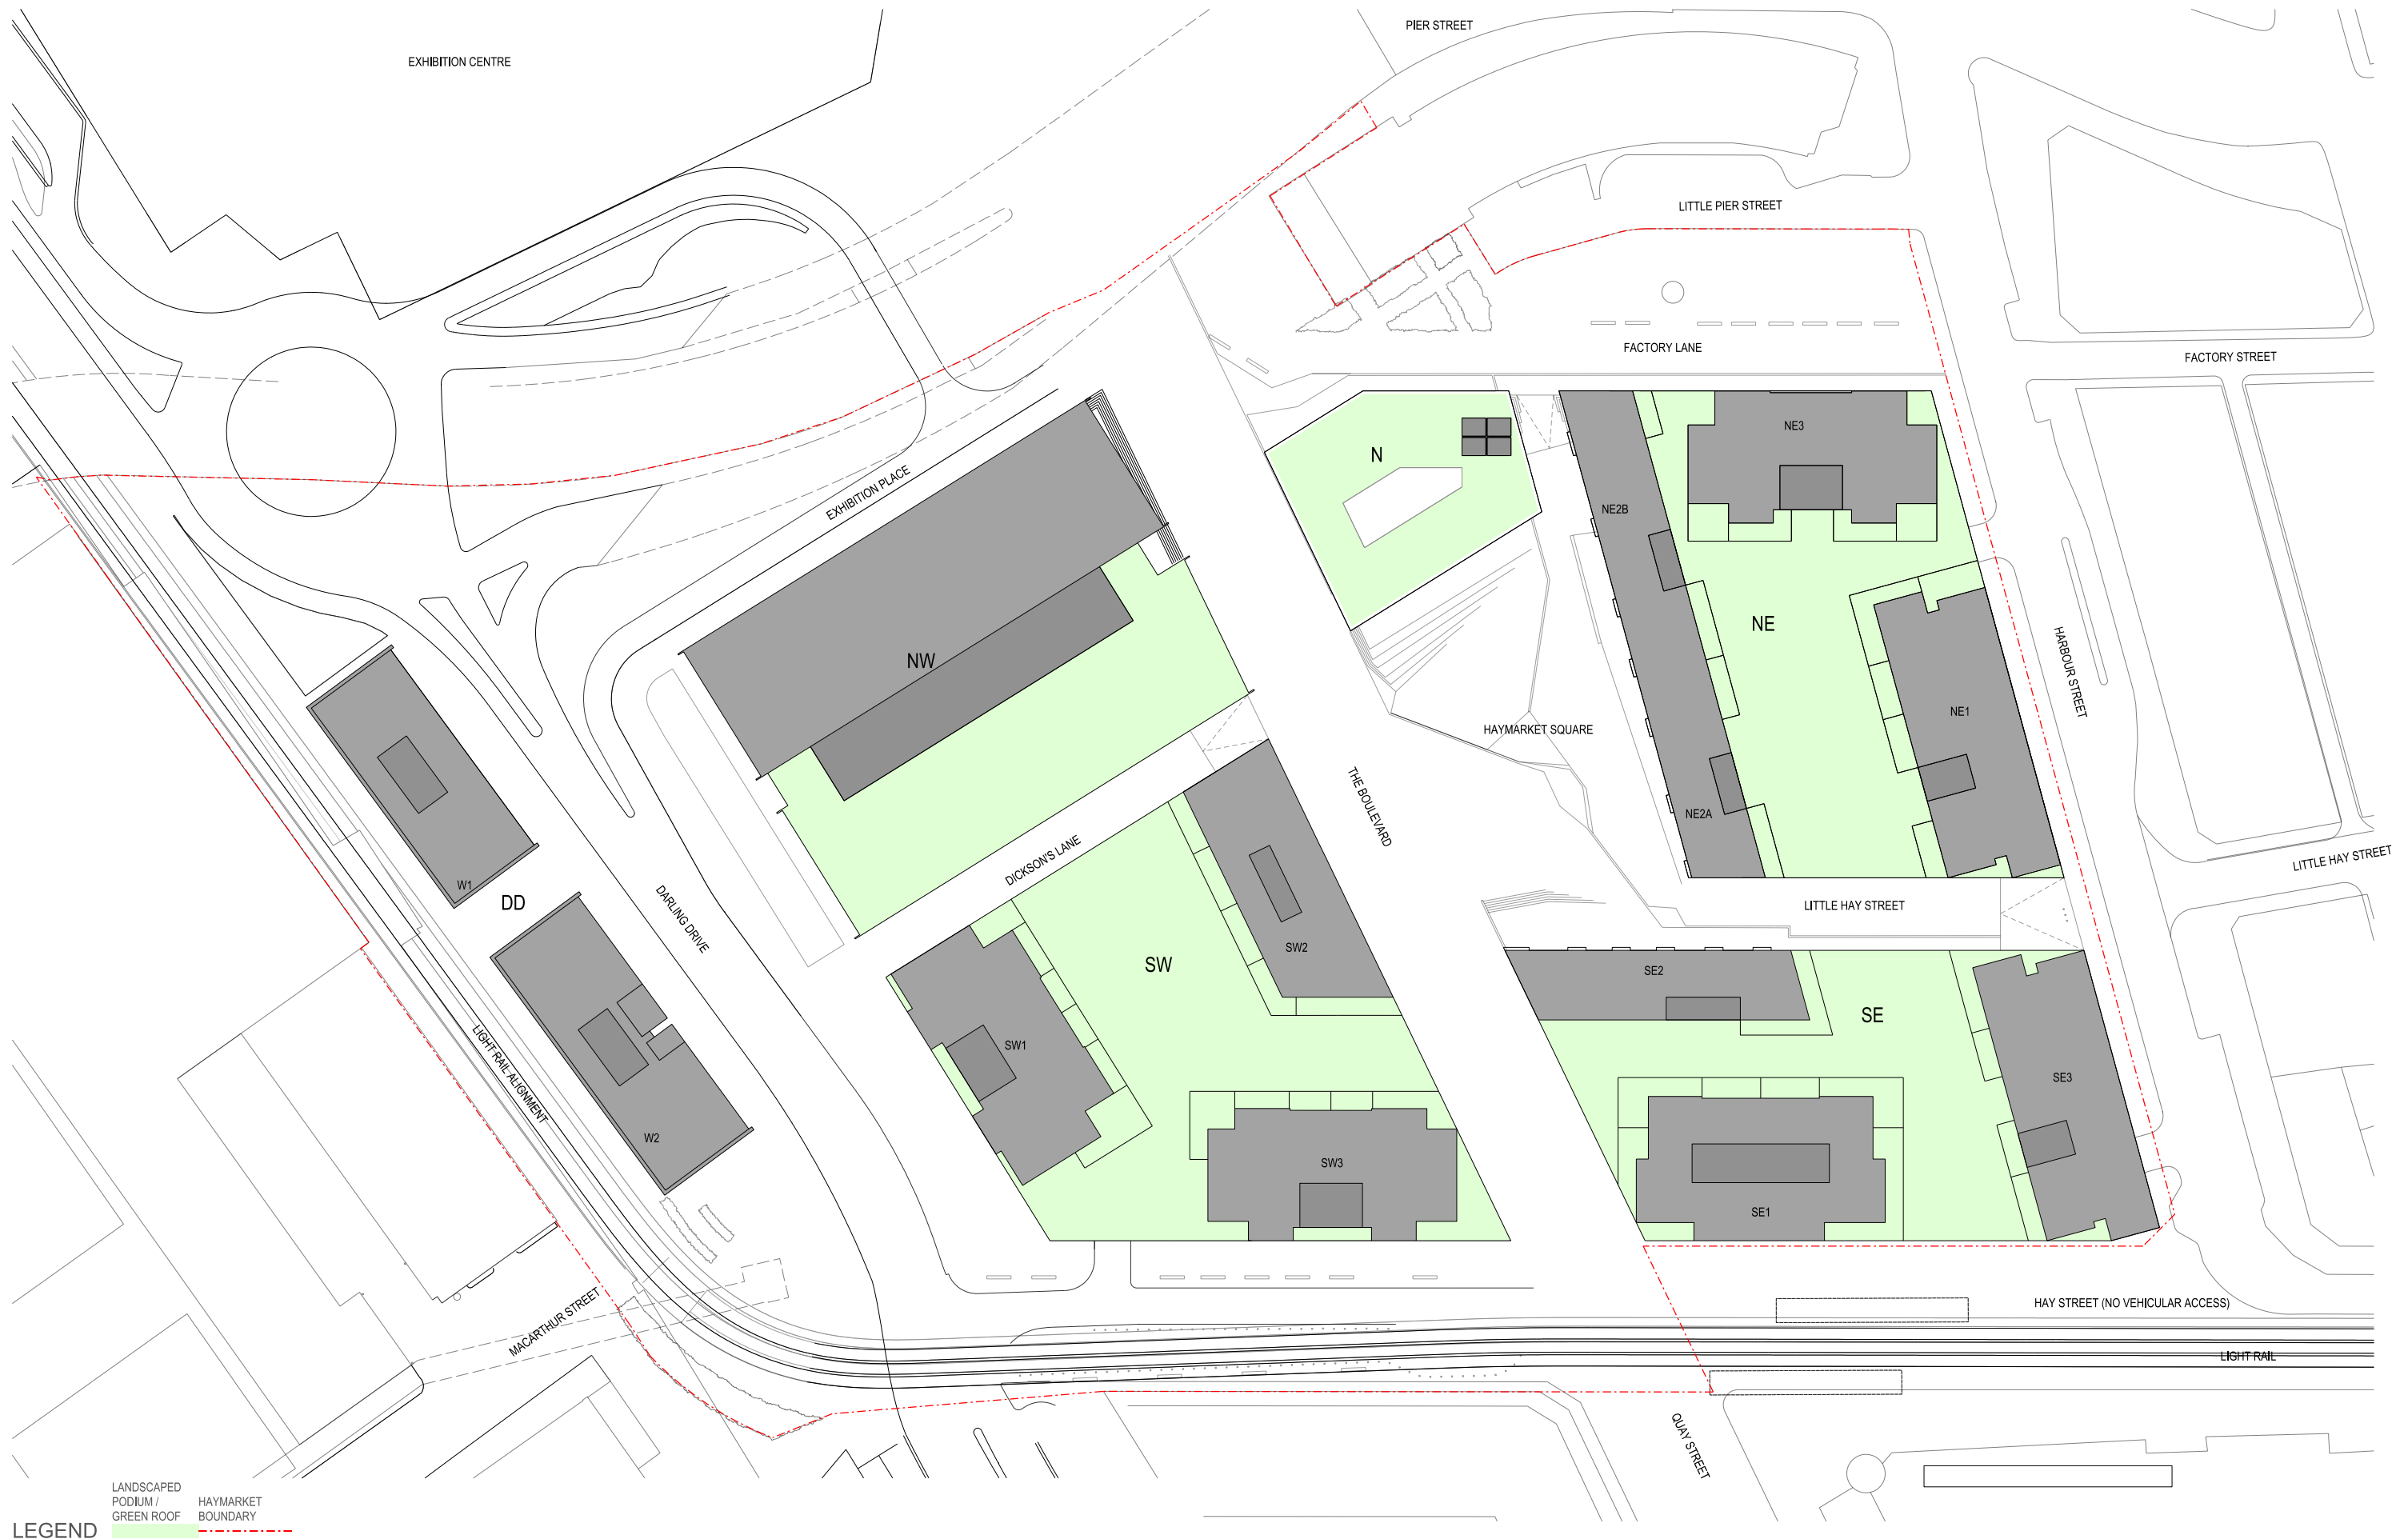 PIER STREET
EXHIBITION CENTRE
LITTLE PIER STREET
FACTORY LANE
FACTORY STREET
NE3
N
EXHIBITION PLACE
NE2B
NE
NW
HARBOUR STREET
NE1
HAYMARKET SQUARE
THE BOULEVARD
NE2A
DICKSON'S LANE
LITTLE HAY STREET
W1
DD
DARLING DRIVE
LITTLE HAY STREET
SW2
SW
SE2
SE
SW1
LIGHT RAIL ALIGNMENT
SE3
W2
SW3
SE1
MACARTHUR STREET
HAY STREET (NO VEHICULAR ACCESS)
LIGHT RAIL
QUAY STREET
LEGEND
LANDSCAPED
PODIUM /
GREEN ROOF
HAYMARKET
BOUNDARY